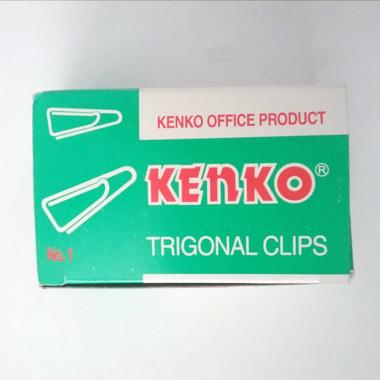 KENKO OFFICE PRODUCT
KENKO®
No.1
TRIGONAL CLIPS